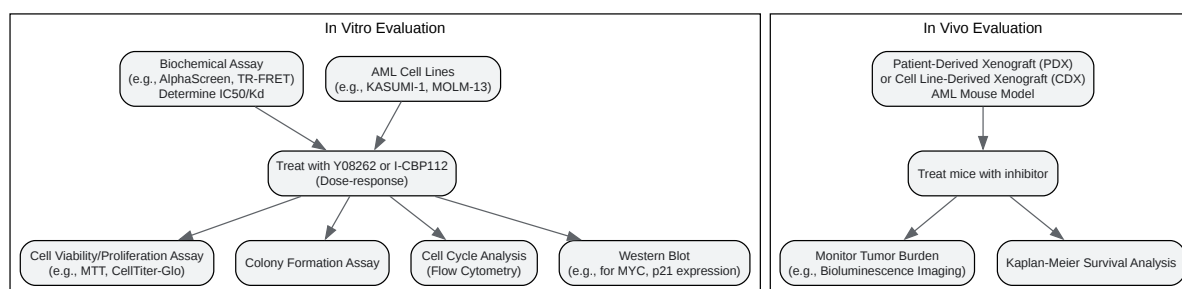 In Vitro Evaluation
Biochemical Assay
(e.g., AlphaScreen, TR-FRET)
Determine IC50/Kd
AML Cell Lines
(e.g., KASUMI-1, MOLM-13)
Treat with Y08262 or I-CBP112
(Dose-response)
Cell Viability/Proliferation Assay
(e.g., MTT, CellTiter-Glo)
Colony Formation Assay
Cell Cycle Analysis
(Flow Cytometry)
Western Blot
(e.g., for MYC, p21 expression)
In Vivo Evaluation
Patient-Derived Xenograft (PDX)
or Cell Line-Derived Xenograft (CDX)
AML Mouse Model
Treat mice with inhibitor
Monitor Tumor Burden
(e.g., Bioluminescence Imaging)
Kaplan-Meier Survival Analysis